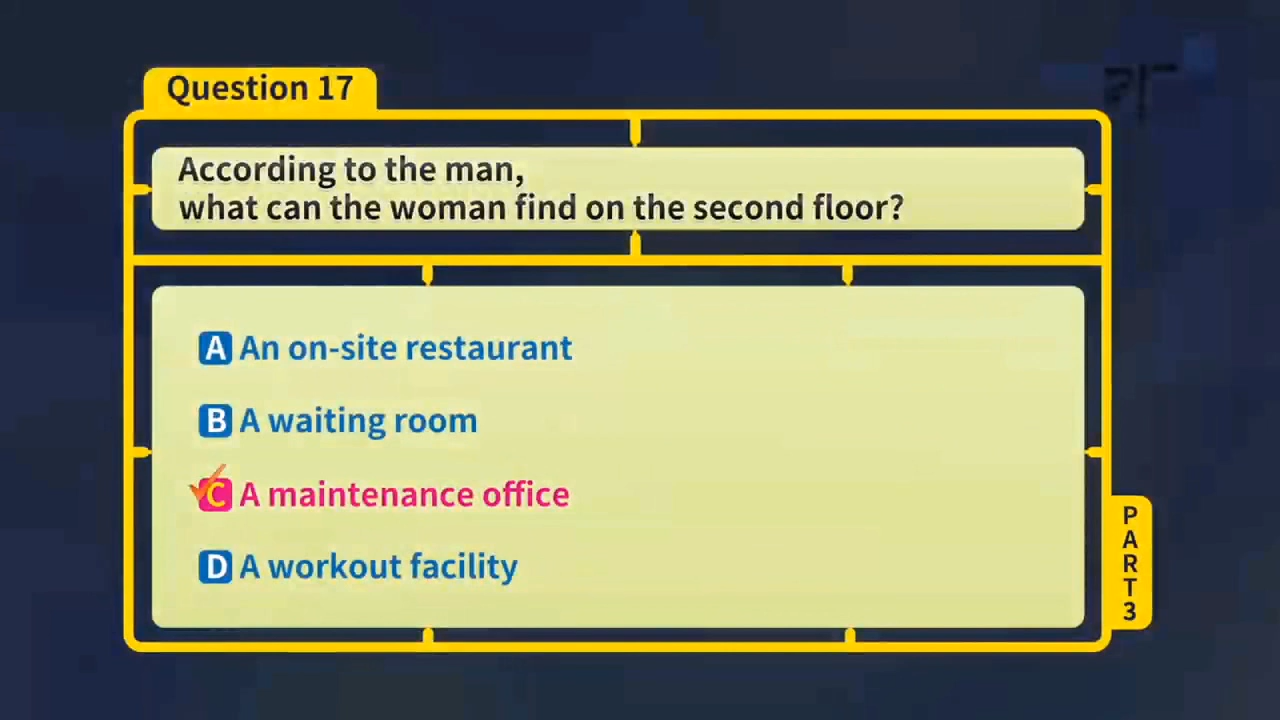 Question 17
According to the man,
what can the woman find on the second floor?
A An on-site restaurant
B A waiting room
C A maintenance office
D A workout facility
PART3